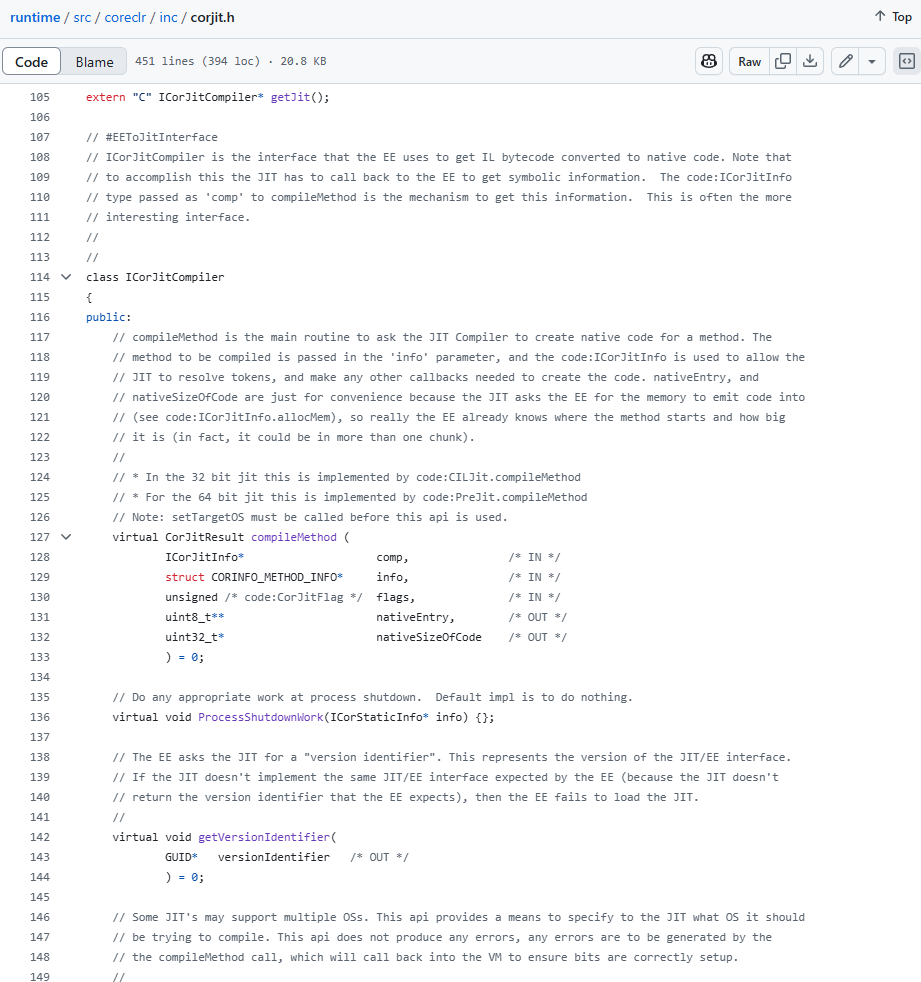 runtime / src / coreclr / inc / corjit.h
Top
Code Blame 451 lines (394 loc) · 20.8 KB Raw
105 extern "C" ICorJitCompiler* getJit();
106
107 // #EEToJitInterface
108 // ICorJitCompiler is the interface that the EE uses to get IL bytecode converted to native code. Note that
109 // to accomplish this the JIT has to call back to the EE to get symbolic information.  The code:ICorJitInfo
110 // type passed as 'comp' to compileMethod is the mechanism to get this information.  This is often the more
111 // interesting interface.
112 //
113 //
114 class ICorJitCompiler
115 {
116 public:
117     // compileMethod is the main routine to ask the JIT Compiler to create native code for a method. The
118     // method to be compiled is passed in the 'info' parameter, and the code:ICorJitInfo is used to allow the
119     // JIT to resolve tokens, and make any other callbacks needed to create the code. nativeEntry, and
120     // nativeSizeOfCode are just for convenience because the JIT asks the EE for the memory to emit code into
121     // (see code:ICorJitInfo.allocMem), so really the EE already knows where the method starts and how big
122     // it is (in fact, it could be in more than one chunk).
123     //
124     // * In the 32 bit jit this is implemented by code:CILJit.compileMethod
125     // * For the 64 bit jit this is implemented by code:PreJit.compileMethod
126     // Note: setTargetOS must be called before this api is used.
127     virtual CorJitResult compileMethod (
128             ICorJitInfo*                    comp,               /* IN */
129             struct CORINFO_METHOD_INFO*     info,               /* IN */
130             unsigned /* code:CorJitFlag */  flags,              /* IN */
131             uint8_t**                       nativeEntry,        /* OUT */
132             uint32_t*                       nativeSizeOfCode    /* OUT */
133             ) = 0;
134
135     // Do any appropriate work at process shutdown.  Default impl is to do nothing.
136     virtual void ProcessShutdownWork(ICorStaticInfo* info) {};
137
138     // The EE asks the JIT for a "version identifier". This represents the version of the JIT/EE interface.
139     // If the JIT doesn't implement the same JIT/EE interface expected by the EE (because the JIT doesn't
140     // return the version identifier that the EE expects), then the EE fails to load the JIT.
141     //
142     virtual void getVersionIdentifier(
143             GUID*   versionIdentifier   /* OUT */
144             ) = 0;
145
146     // Some JIT's may support multiple OSs. This api provides a means to specify to the JIT what OS it should
147     // be trying to compile. This api does not produce any errors, any errors are to be generated by the
148     // the compileMethod call, which will call back into the VM to ensure bits are correctly setup.
149     //